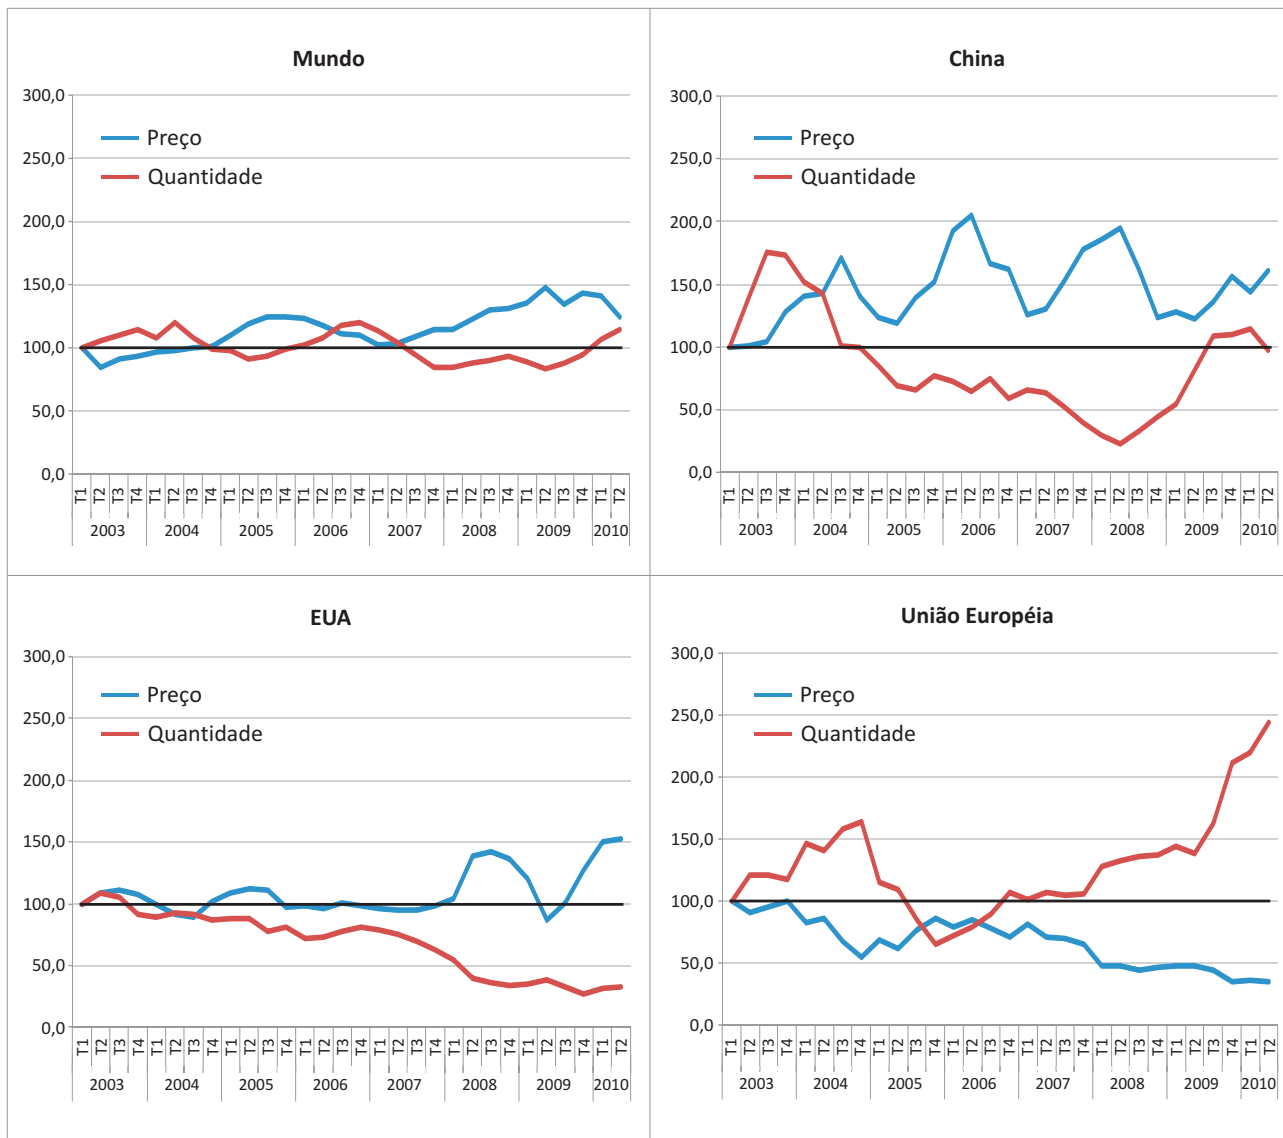 Mundo
300,0
250,0
200,0
150,0
100,0
50,0
0,0
Preço
Quantidade
T1 T2 T3 T4 T1 T2 T3 T4 T1 T2 T3 T4 T1 T2 T3 T4 T1 T2 T3 T4 T1 T2 T3 T4 T1 T2 T3 T4 T1 T2
2003 2004 2005 2006 2007 2008 2009 2010
China
300,0
250,0
200,0
150,0
100,0
50,0
0,0
Preço
Quantidade
T1 T2 T3 T4 T1 T2 T3 T4 T1 T2 T3 T4 T1 T2 T3 T4 T1 T2 T3 T4 T1 T2 T3 T4 T1 T2 T3 T4 T1 T2
2003 2004 2005 2006 2007 2008 2009 2010
EUA
300,0
250,0
200,0
150,0
100,0
50,0
0,0
Preço
Quantidade
T1 T2 T3 T4 T1 T2 T3 T4 T1 T2 T3 T4 T1 T2 T3 T4 T1 T2 T3 T4 T1 T2 T3 T4 T1 T2 T3 T4 T1 T2
2003 2004 2005 2006 2007 2008 2009 2010
União Européia
300,0
250,0
200,0
150,0
100,0
50,0
0,0
Preço
Quantidade
T1 T2 T3 T4 T1 T2 T3 T4 T1 T2 T3 T4 T1 T2 T3 T4 T1 T2 T3 T4 T1 T2 T3 T4 T1 T2 T3 T4 T1 T2
2003 2004 2005 2006 2007 2008 2009 2010